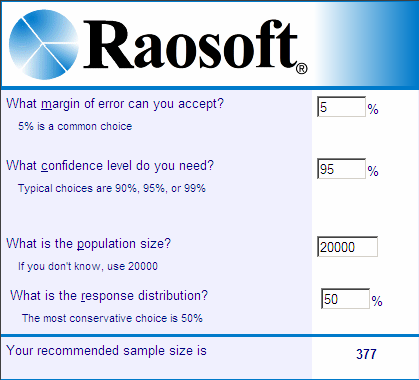 Raosoft®
What margin of error can you accept?
5 %
5% is a common choice
What confidence level do you need?
95 %
Typical choices are 90%, 95%, or 99%
What is the population size?
20000
If you don't know, use 20000
What is the response distribution?
50 %
The most conservative choice is 50%
Your recommended sample size is
377